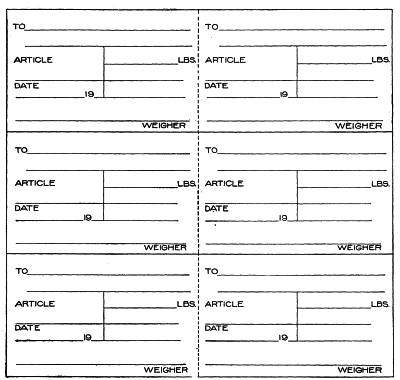 TO
ARTICLE LBS.
DATE
19
WEIGHER
TO
ARTICLE LBS.
DATE
19
WEIGHER
TO
ARTICLE LBS.
DATE
19
WEIGHER
TO
ARTICLE LBS.
DATE
19
WEIGHER
TO
ARTICLE LBS.
DATE
19
WEIGHER
TO
ARTICLE LBS.
DATE
19
WEIGHER